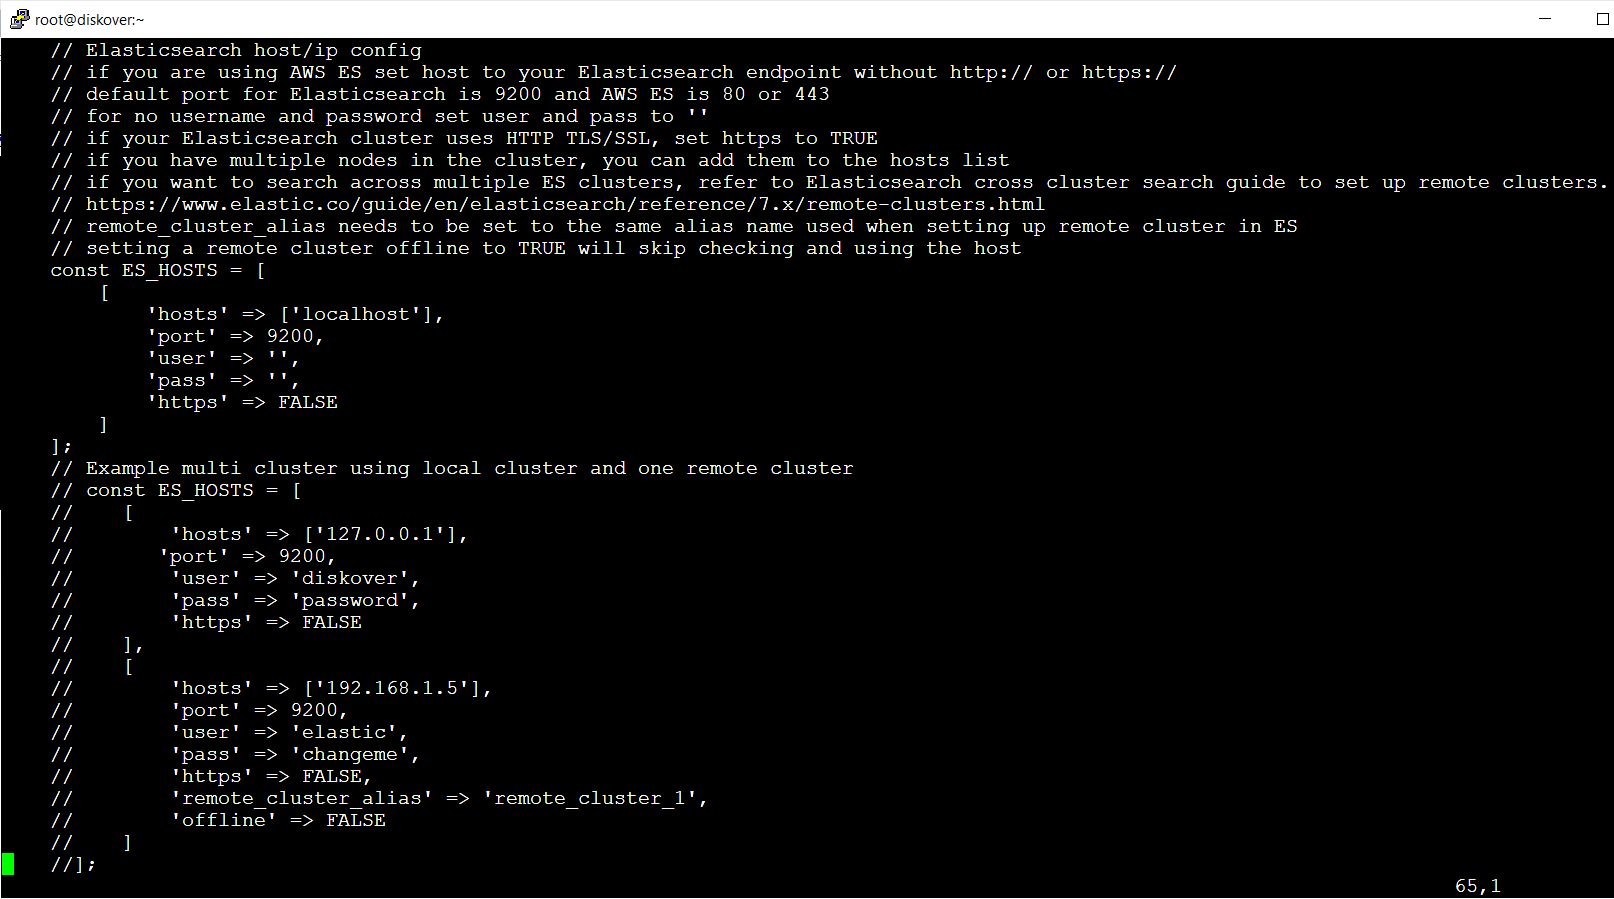 root@diskover:~
// Elasticsearch host/ip config
// if you are using AWS ES set host to your Elasticsearch endpoint without http:// or https://
// default port for Elasticsearch is 9200 and AWS ES is 80 or 443
// for no username and password set user and pass to ''
// if your Elasticsearch cluster uses HTTP TLS/SSL, set https to TRUE
// if you have multiple nodes in the cluster, you can add them to the hosts list
// if you want to search across multiple ES clusters, refer to Elasticsearch cross cluster search guide to set up remote clusters.
// https://www.elastic.co/guide/en/elasticsearch/reference/7.x/remote-clusters.html
// remote_cluster_alias needs to be set to the same alias name used when setting up remote cluster in ES
// setting a remote cluster offline to TRUE will skip checking and using the host
const ES_HOSTS = [
    [
        'hosts' => ['localhost'],
        'port' => 9200,
        'user' => '',
        'pass' => '',
        'https' => FALSE
    ]
];
// Example multi cluster using local cluster and one remote cluster
// const ES_HOSTS = [
//    [
//        'hosts' => ['127.0.0.1'],
//       'port' => 9200,
//        'user' => 'diskover',
//        'pass' => 'password',
//        'https' => FALSE
//    ],
//    [
//        'hosts' => ['192.168.1.5'],
//        'port' => 9200,
//        'user' => 'elastic',
//        'pass' => 'changeme',
//        'https' => FALSE,
//        'remote_cluster_alias' => 'remote_cluster_1',
//        'offline' => FALSE
//    ]
//];
65,1